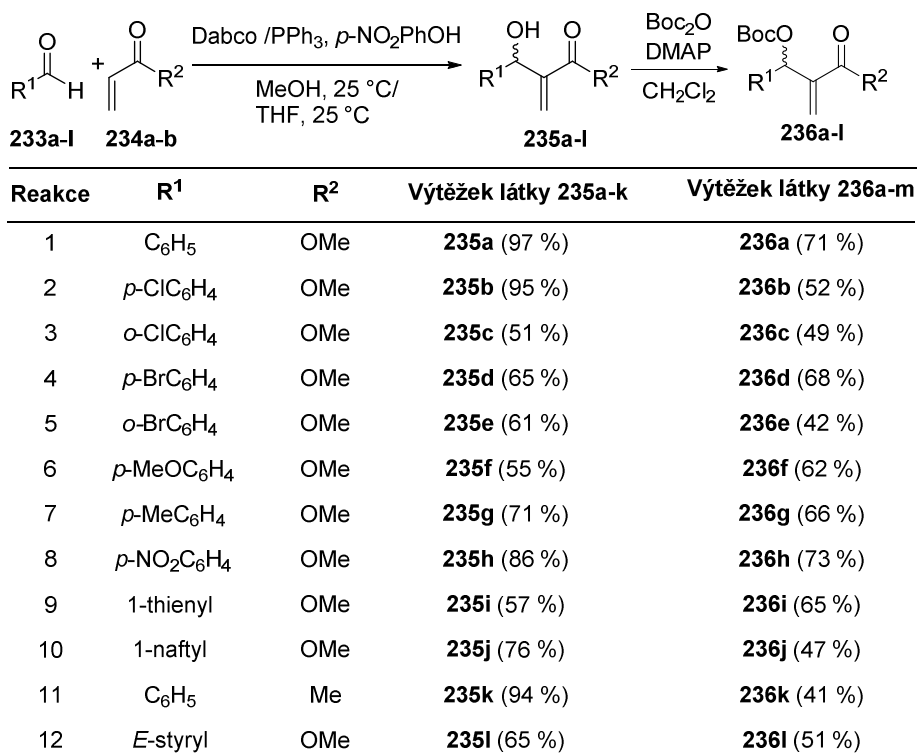 O
R¹ H
233a-l
+
O
R²
234a-b
Dabco /PPh₃, p-NO₂PhOH
MeOH, 25 °C/
THF, 25 °C
OH O
R¹ R²
235a-l
Boc₂O
DMAP
CH₂Cl₂
BocO O
R¹ R²
236a-l
Reakce R¹ R² Výtěžek látky 235a-k Výtěžek látky 236a-m
1 C₆H₅ OMe 235a (97 %) 236a (71 %)
2 p-ClC₆H₄ OMe 235b (95 %) 236b (52 %)
3 o-ClC₆H₄ OMe 235c (51 %) 236c (49 %)
4 p-BrC₆H₄ OMe 235d (65 %) 236d (68 %)
5 o-BrC₆H₄ OMe 235e (61 %) 236e (42 %)
6 p-MeOC₆H₄ OMe 235f (55 %) 236f (62 %)
7 p-MeC₆H₄ OMe 235g (71 %) 236g (66 %)
8 p-NO₂C₆H₄ OMe 235h (86 %) 236h (73 %)
9 1-thienyl OMe 235i (57 %) 236i (65 %)
10 1-naftyl OMe 235j (76 %) 236j (47 %)
11 C₆H₅ Me 235k (94 %) 236k (41 %)
12 E-styryl OMe 235l (65 %) 236l (51 %)